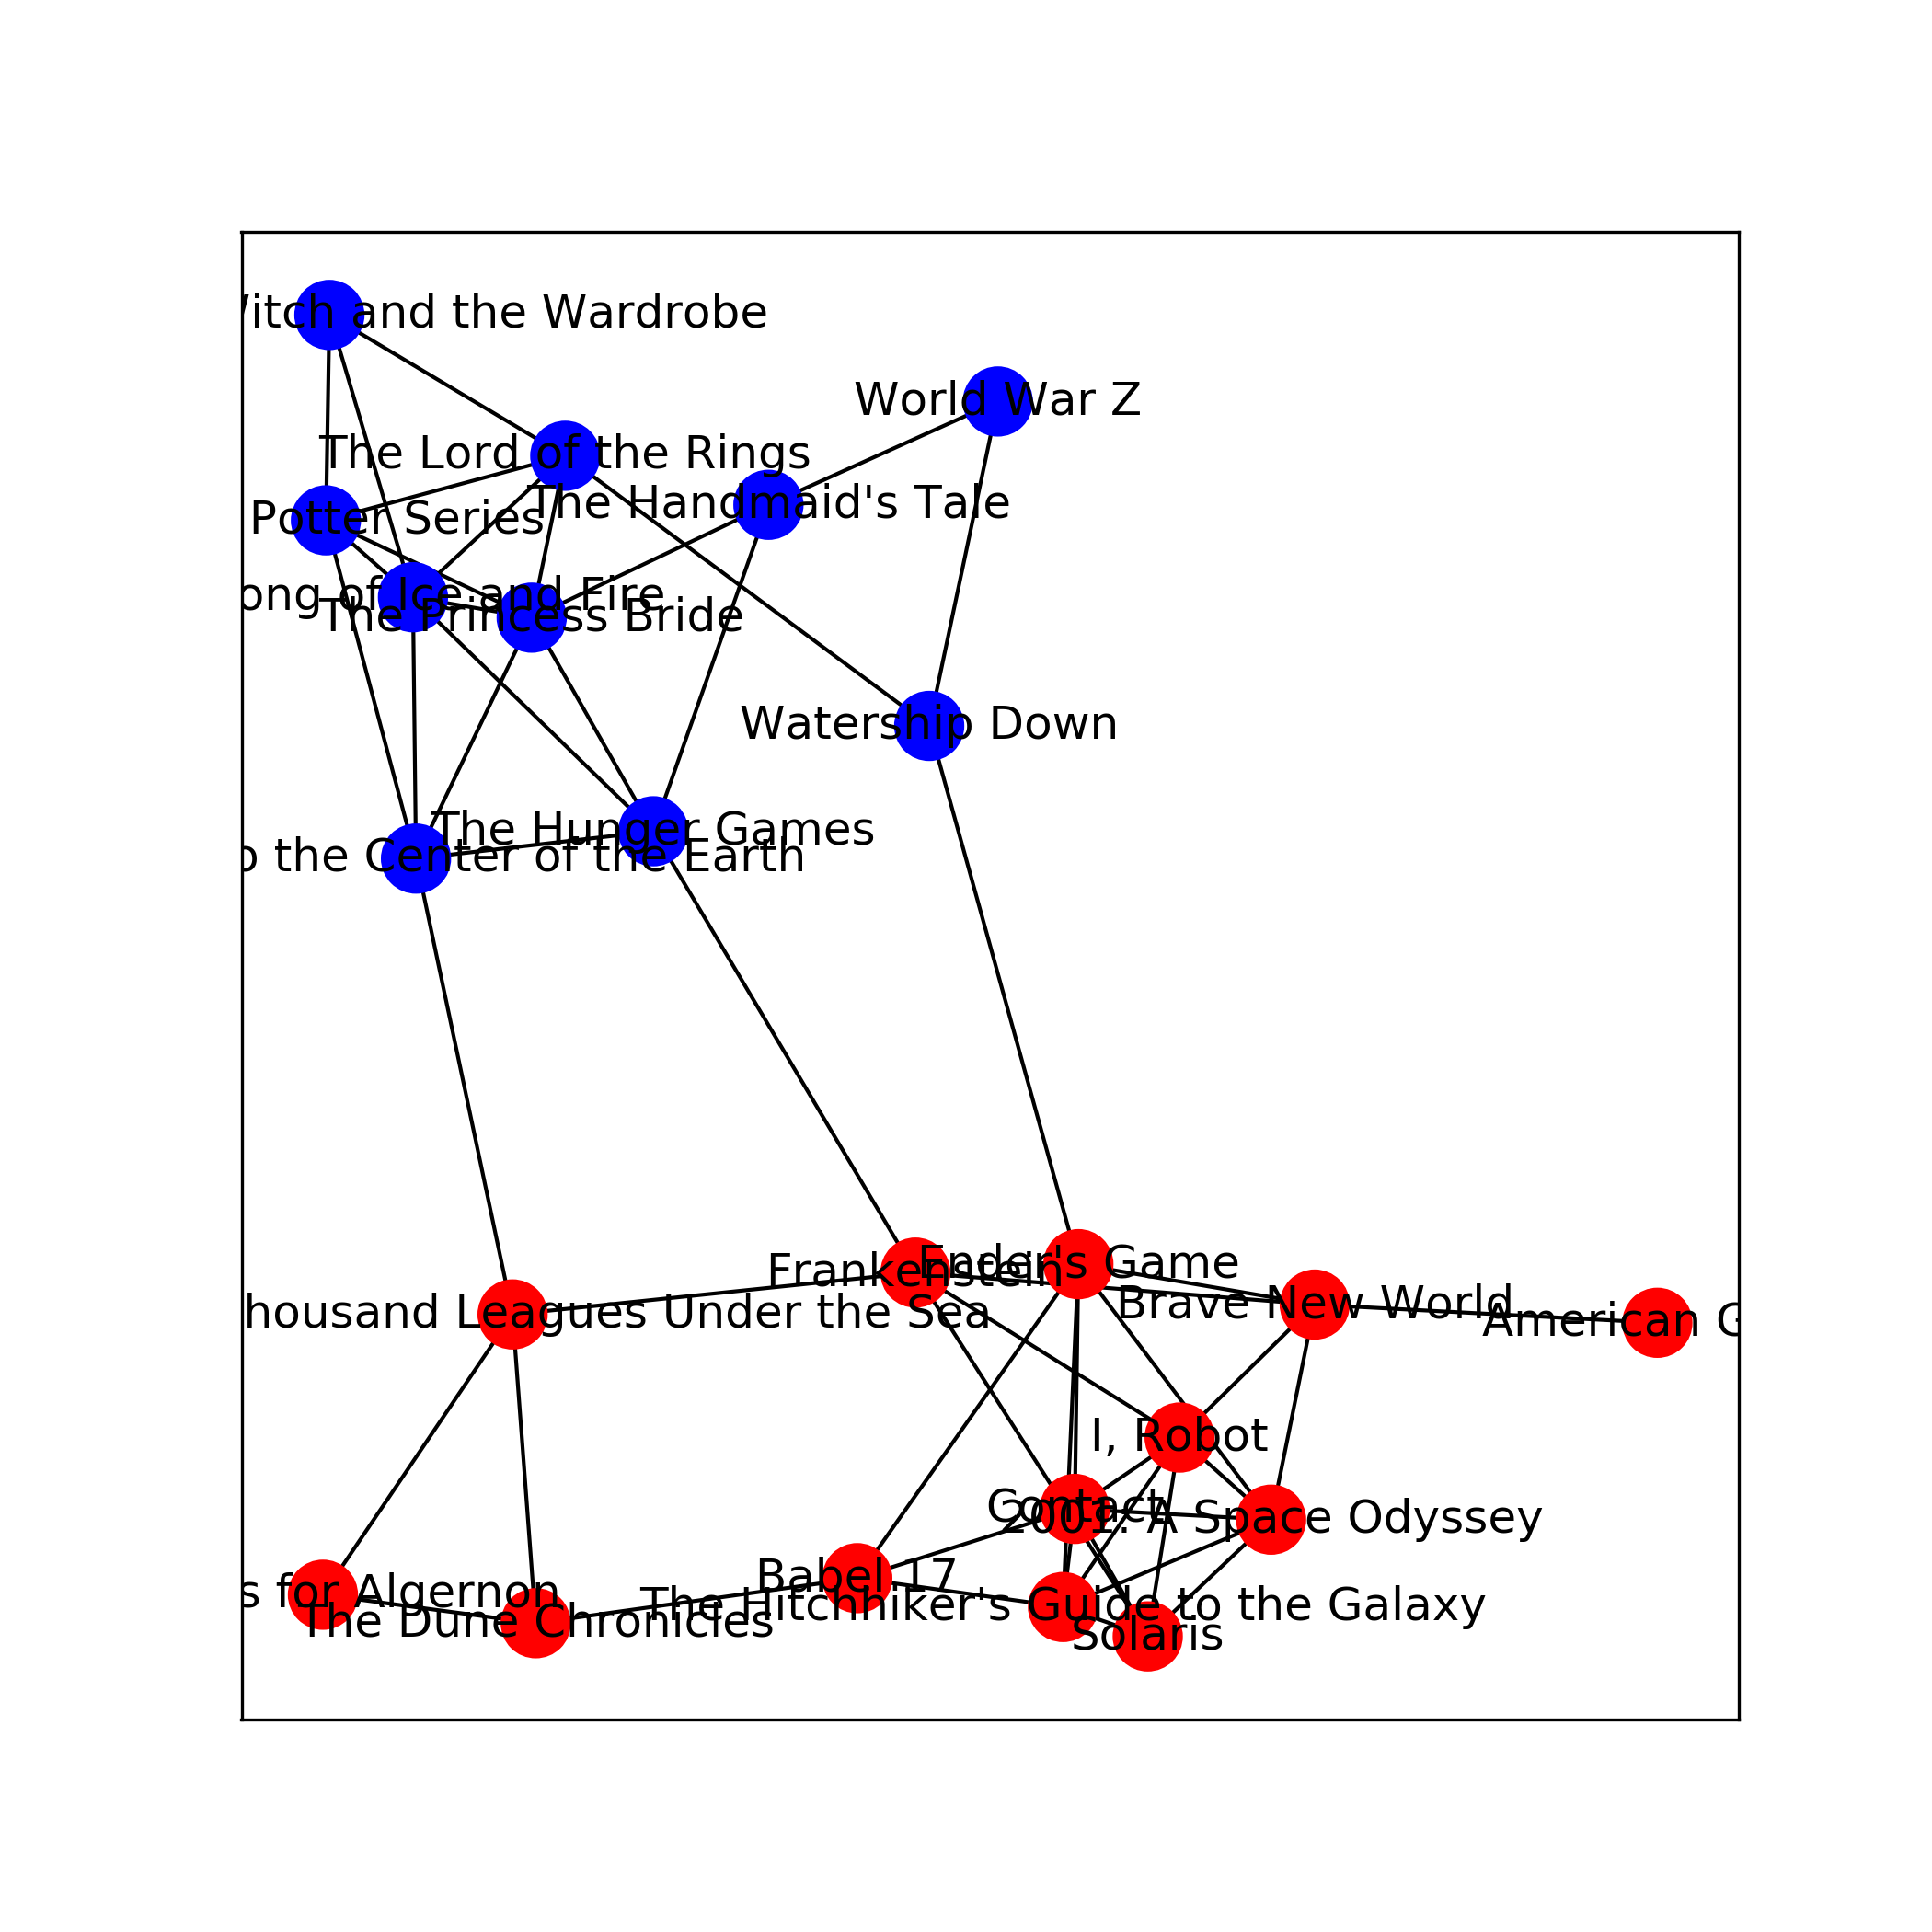 and the Wardrobe
World War Z
The Lord of the Rings
The Handmaid's Tale
Potter Series
of Ice and Fire
The Princess Bride
Watership Down
The Hunger Games
the Center of the Earth
Ender's Game
Frankenstein
Brave New World
Leagues Under the Sea
American
I, Robot
Contact
2001: A Space Odyssey
Babel-17
for Algernon
The Hitchhiker's Guide to the Galaxy
The Dune Chronicles
Solaris